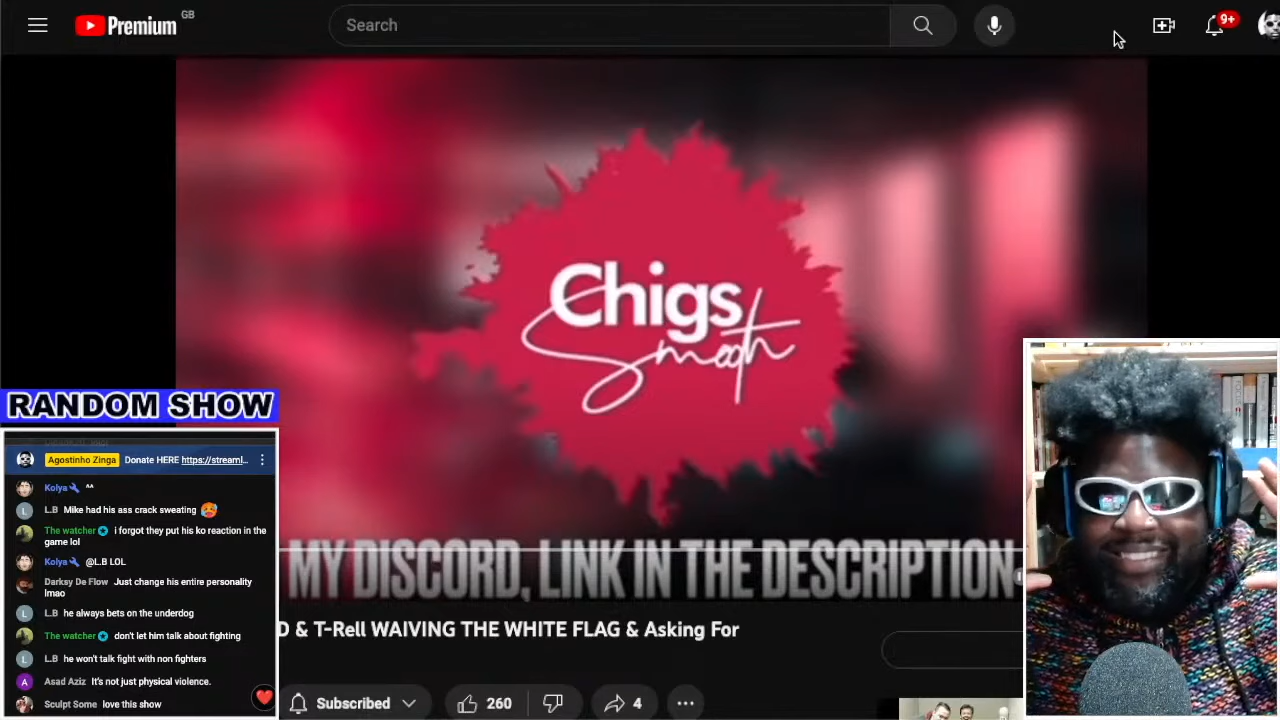 Premium GB
Search
9+
Chigs
Smooth
MY DISCORD, LINK IN THE DESCRIPTION
RANDOM SHOW
Agostinho Zinga Donate HERE https://streaml...
Kolya ^^
L.B Mike had his ass crack sweating
The watcher i forgot they put his ko reaction in the
game lol
Kolya @L.B LOL
Darksy De Flow Just change his entire personality
lmao
L.B he always bets on the underdog
The watcher don't let him talk about fighting
L.B he won't talk fight with non fighters
Asad Aziz It's not just physical violence.
Sculpt Some love this show
D & T-Rell WAIVING THE WHITE FLAG & Asking For
Subscribed
260
4